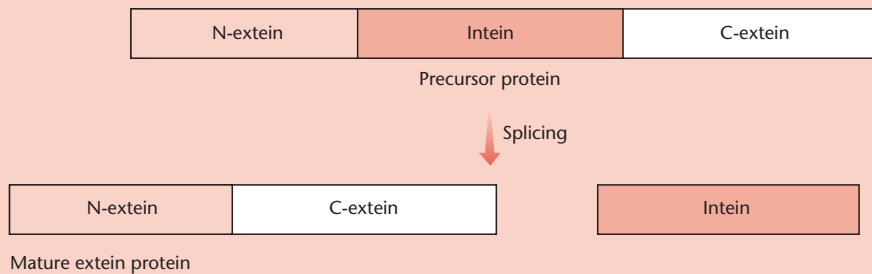 N-extein Intein C-extein
Precursor protein
Splicing
N-extein C-extein Intein
Mature extein protein